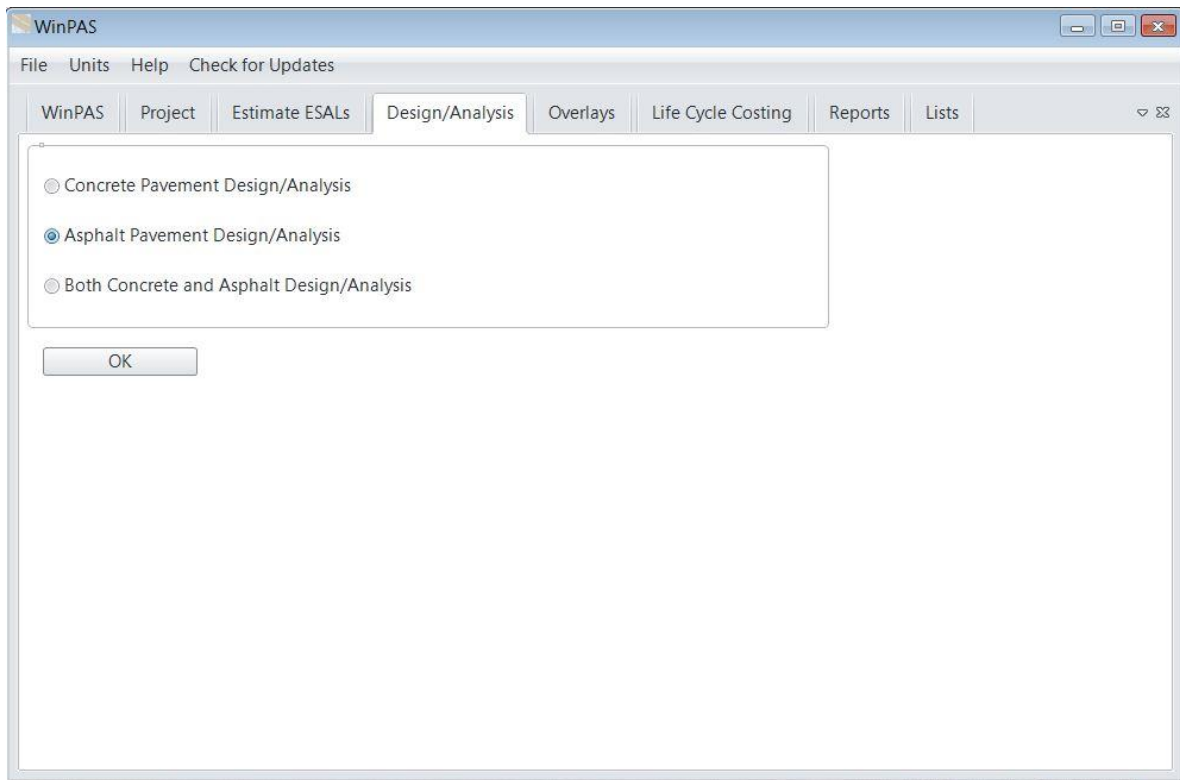 WinPAS
File Units Help Check for Updates
WinPAS Project Estimate ESALs Design/Analysis Overlays Life Cycle Costing Reports Lists
Concrete Pavement Design/Analysis
Asphalt Pavement Design/Analysis
Both Concrete and Asphalt Design/Analysis
OK